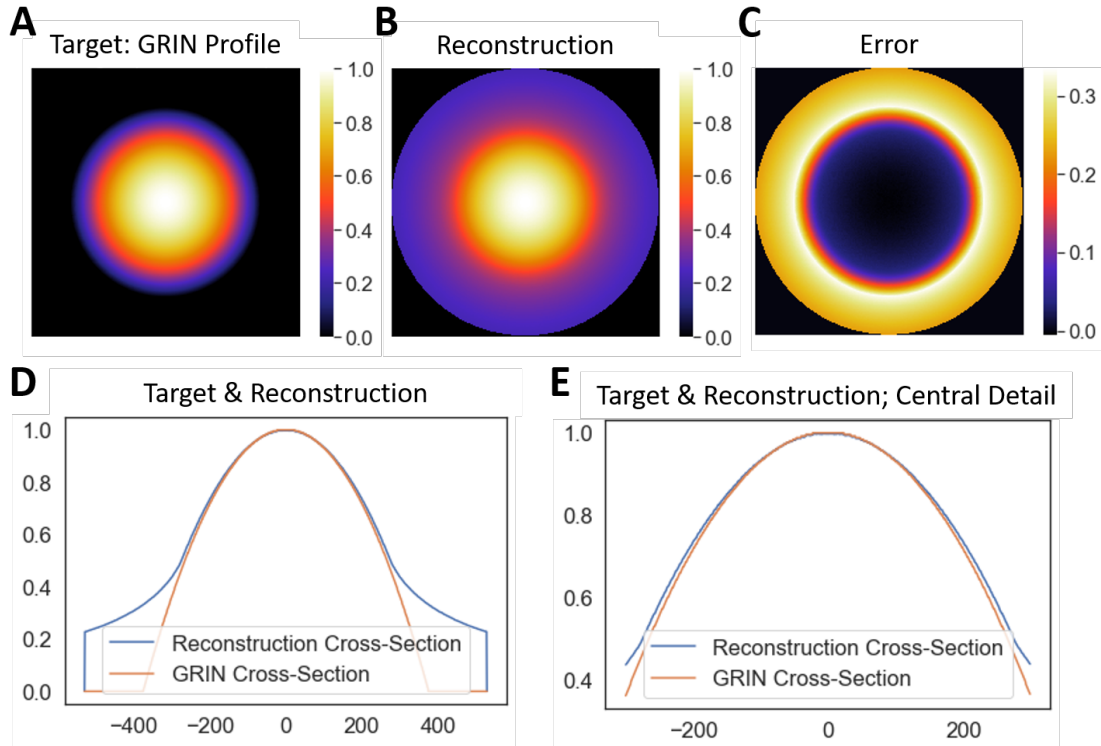 A
Target: GRIN Profile
1.0
0.8
0.6
0.4
0.2
0.0
B
Reconstruction
1.0
0.8
0.6
0.4
0.2
0.0
C
Error
0.3
0.2
0.1
0.0
D
Target & Reconstruction
1.0
0.8
0.6
0.4
0.2
0.0
Reconstruction Cross-Section
GRIN Cross-Section
−400 −200 0 200 400
E
Target & Reconstruction; Central Detail
1.0
0.8
0.6
0.4
Reconstruction Cross-Section
GRIN Cross-Section
−200 0 200